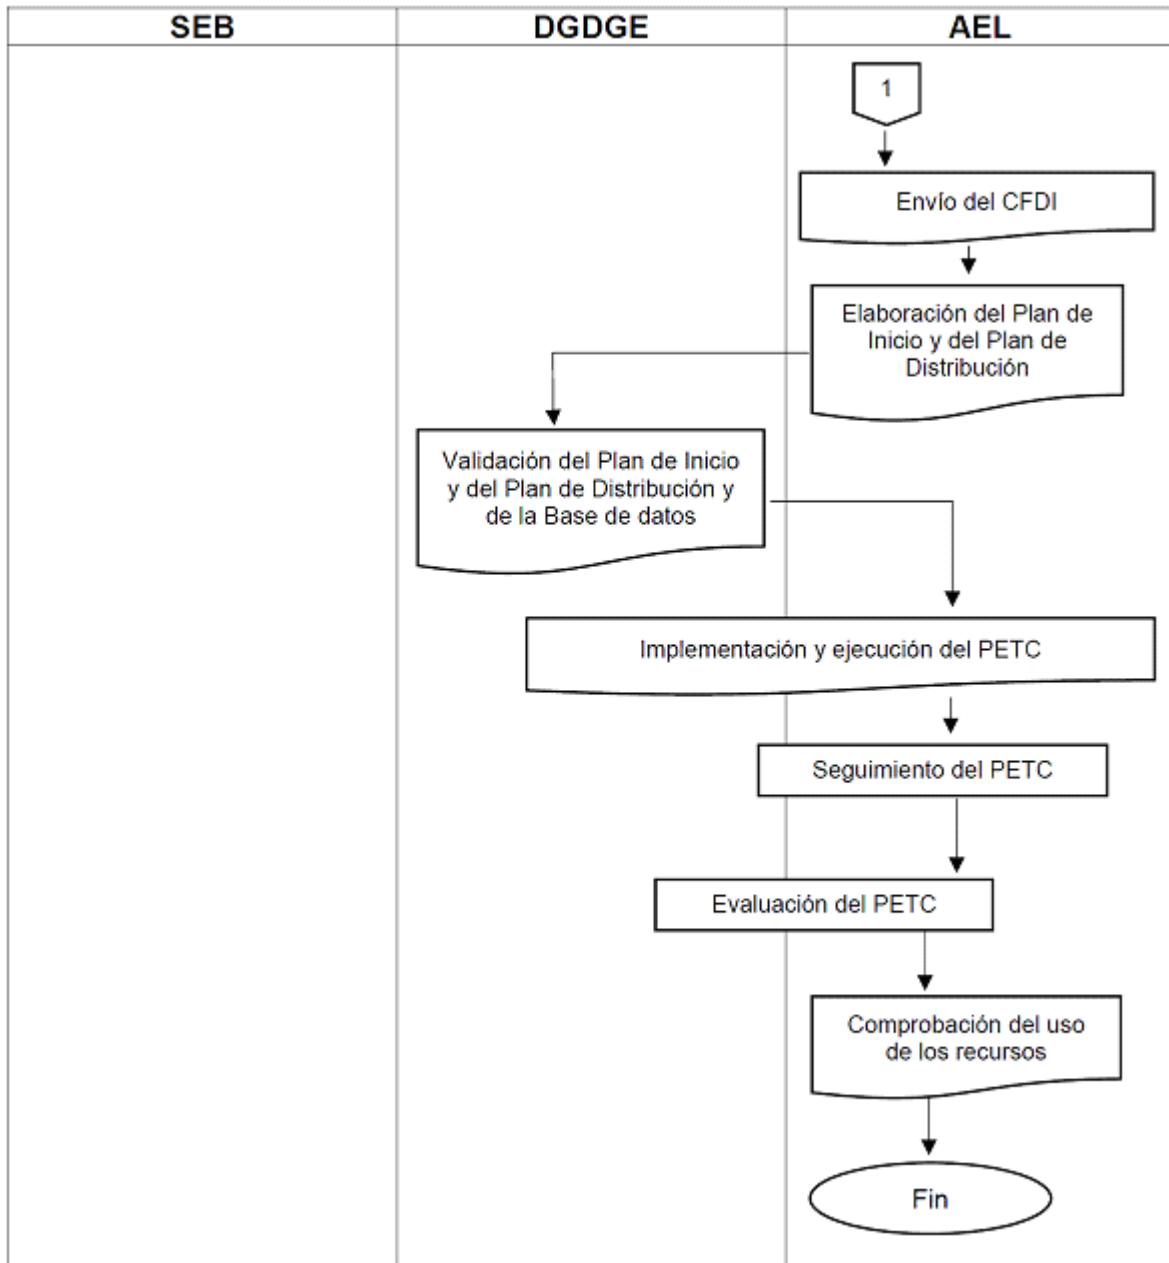 SEB
DGDGE
AEL
1
Envío del CFDI
Elaboración del Plan de
Inicio y del Plan de
Distribución
Validación del Plan de Inicio
y del Plan de Distribución y
de la Base de datos
Implementación y ejecución del PETC
Seguimiento del PETC
Evaluación del PETC
Comprobación del uso
de los recursos
Fin